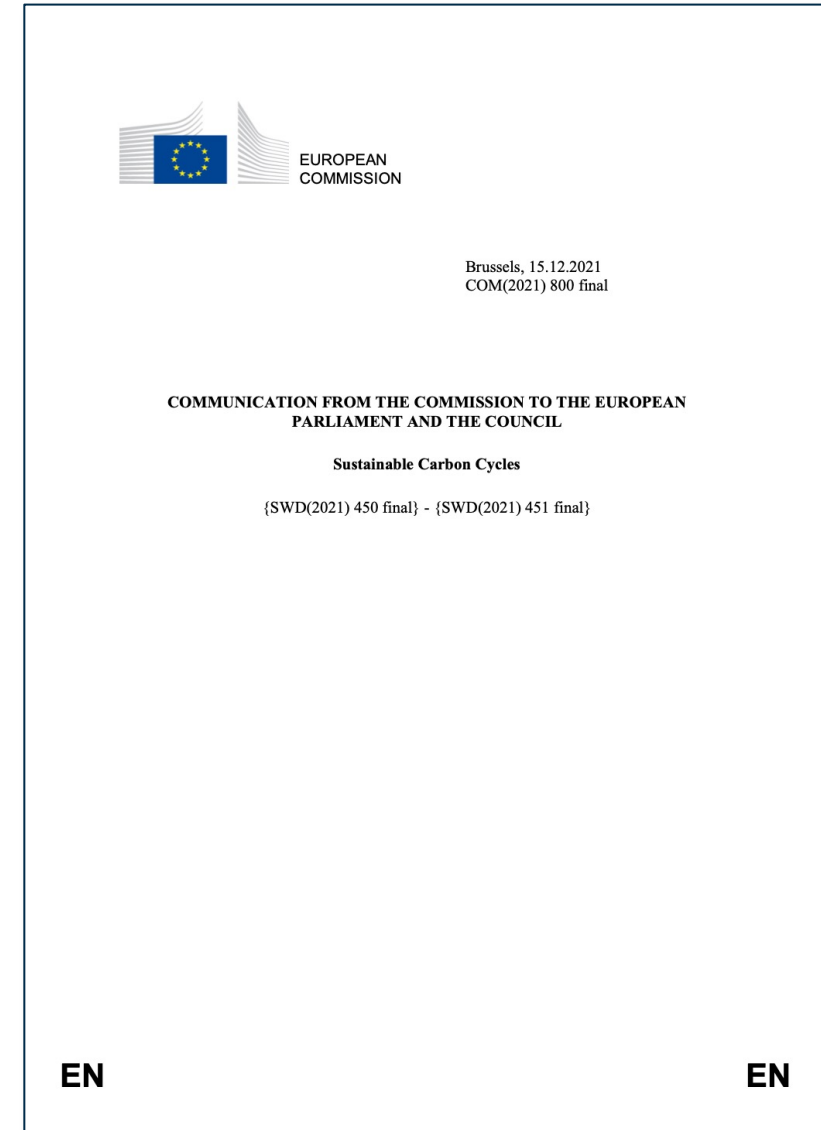 EUROPEAN
COMMISSION
Brussels, 15.12.2021
COM(2021) 800 final
COMMUNICATION FROM THE COMMISSION TO THE EUROPEAN
PARLIAMENT AND THE COUNCIL
Sustainable Carbon Cycles
{SWD(2021) 450 final} - {SWD(2021) 451 final}
EN EN